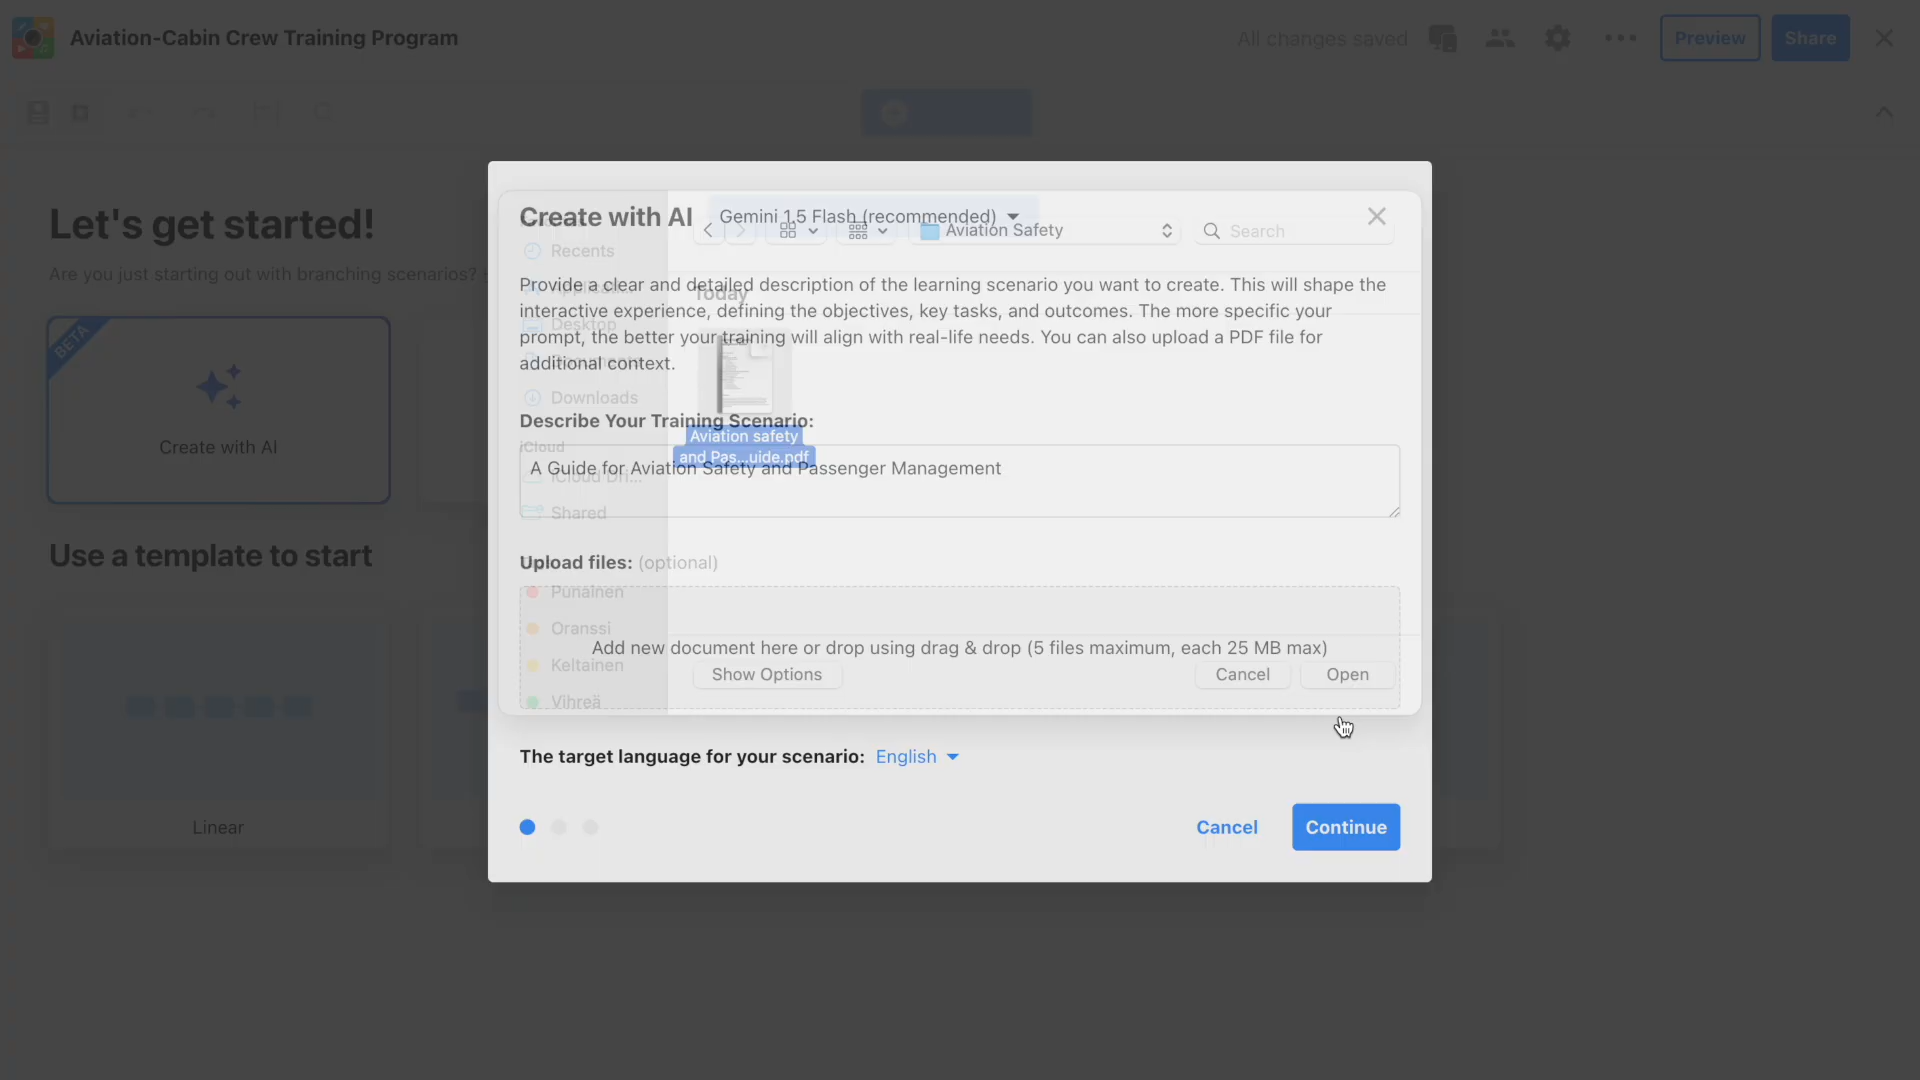 Aviation-Cabin Crew Training Program
All changes saved
Preview
Share
Let's get started!
Are you just starting out with branching scenarios?
BETA
Create with AI
Use a template to start
Linear
Create with AI
Gemini 1.5 Flash (recommended)
Aviation Safety
Search
Recents
Provide a clear and detailed description of the learning scenario you want to create. This will shape the
interactive experience, defining the objectives, key tasks, and outcomes. The more specific your
prompt, the better your training will align with real-life needs. You can also upload a PDF file for
additional context.
Today
Desktop
Downloads
Describe Your Training Scenario:
Aviation safety
and Pas...uide.pdf
iCloud
A Guide for Aviation Safety and Passenger Management
iCloud Dri...
Shared
Upload files: (optional)
Punainen
Oranssi
Add new document here or drop using drag & drop (5 files maximum, each 25 MB max)
Keltainen
Show Options
Cancel
Open
Vihreä
The target language for your scenario: English
Cancel
Continue